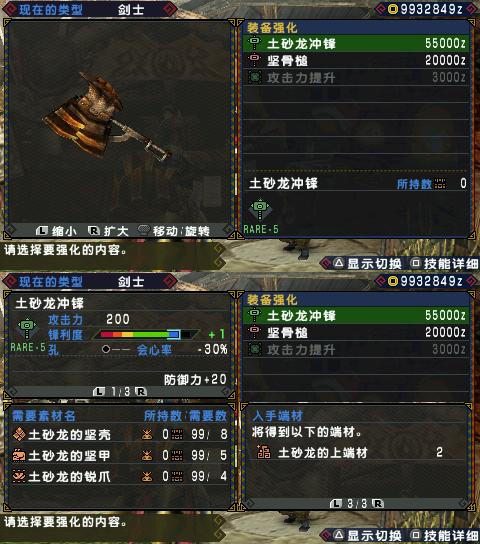 现在的类型 剑士
9932849z
装备强化
土砂龙冲锋 55000z
坚骨槌 20000z
攻击力提升 3000z
土砂龙冲锋 所持数 0
RARE-5
L 缩小 R 扩大 移动/旋转
请选择要强化的内容。
△显示切换 □技能详细
现在的类型 剑士
9932849z
土砂龙冲锋
攻击力 200
锋利度 +1
RARE-5 孔 ●-- 会心率 -30%
防御力+20
L 1/3 R
装备强化
土砂龙冲锋 55000z
坚骨槌 20000z
攻击力提升 3000z
需要素材名 所持数/需要数
土砂龙的坚壳 0 99/ 8
土砂龙的坚甲 0 99/ 5
土砂龙的锐爪 0 99/ 4
入手端材
将得到以下的端材。
土砂龙的上端材 2
L 3/3 R
请选择要强化的内容。
△显示切换 □技能详细